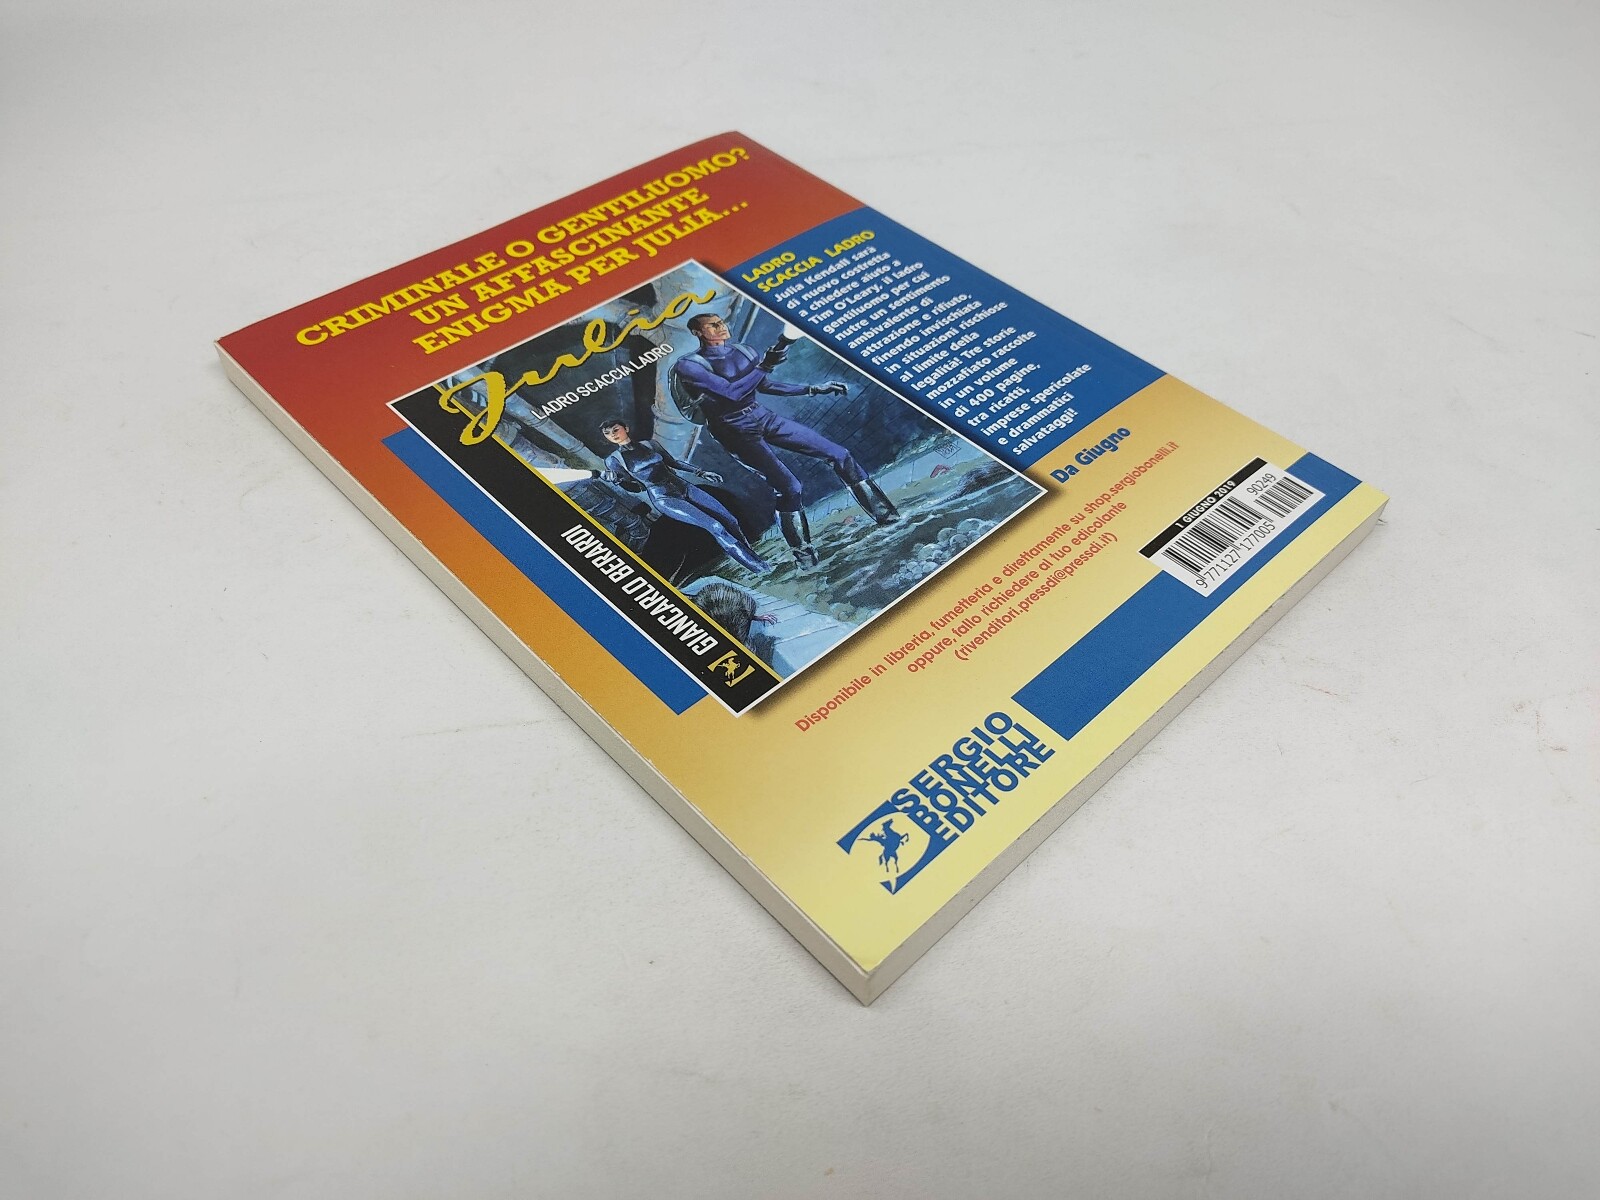 CRIMINALE O GENTILUOMO?
UN AFFASCINANTE
ENIGMA PER JULIA...
Julia
LADRO SCACCIA LADRO
GIANCARLO BERARDI
LADRO
SCACCIA LADRO
Julia Kendall sarà
di nuovo costretta
a chiedere aiuto a
Tim O'Leary, il ladro
gentiluomo per cui
nutre un sentimento
ambivalente di
attrazione e rifiuto,
finendo invischiata
in situazioni rischiose
al limite della
legalità! Tre storie
mozzafiato raccolte
in un volume
di 400 pagine,
tra ricatti,
imprese spericolate
e drammatici
salvataggi!
Da Giugno
Disponibile in libreria, fumetteria e direttamente su shop.sergiobonelli.it
oppure, fallo richiedere al tuo edicolante
(rivenditori.pressdi@pressdi.it)
1 GIUGNO 2019
90249
9 771127 177005
SERGIO
BONELLI
EDITORE